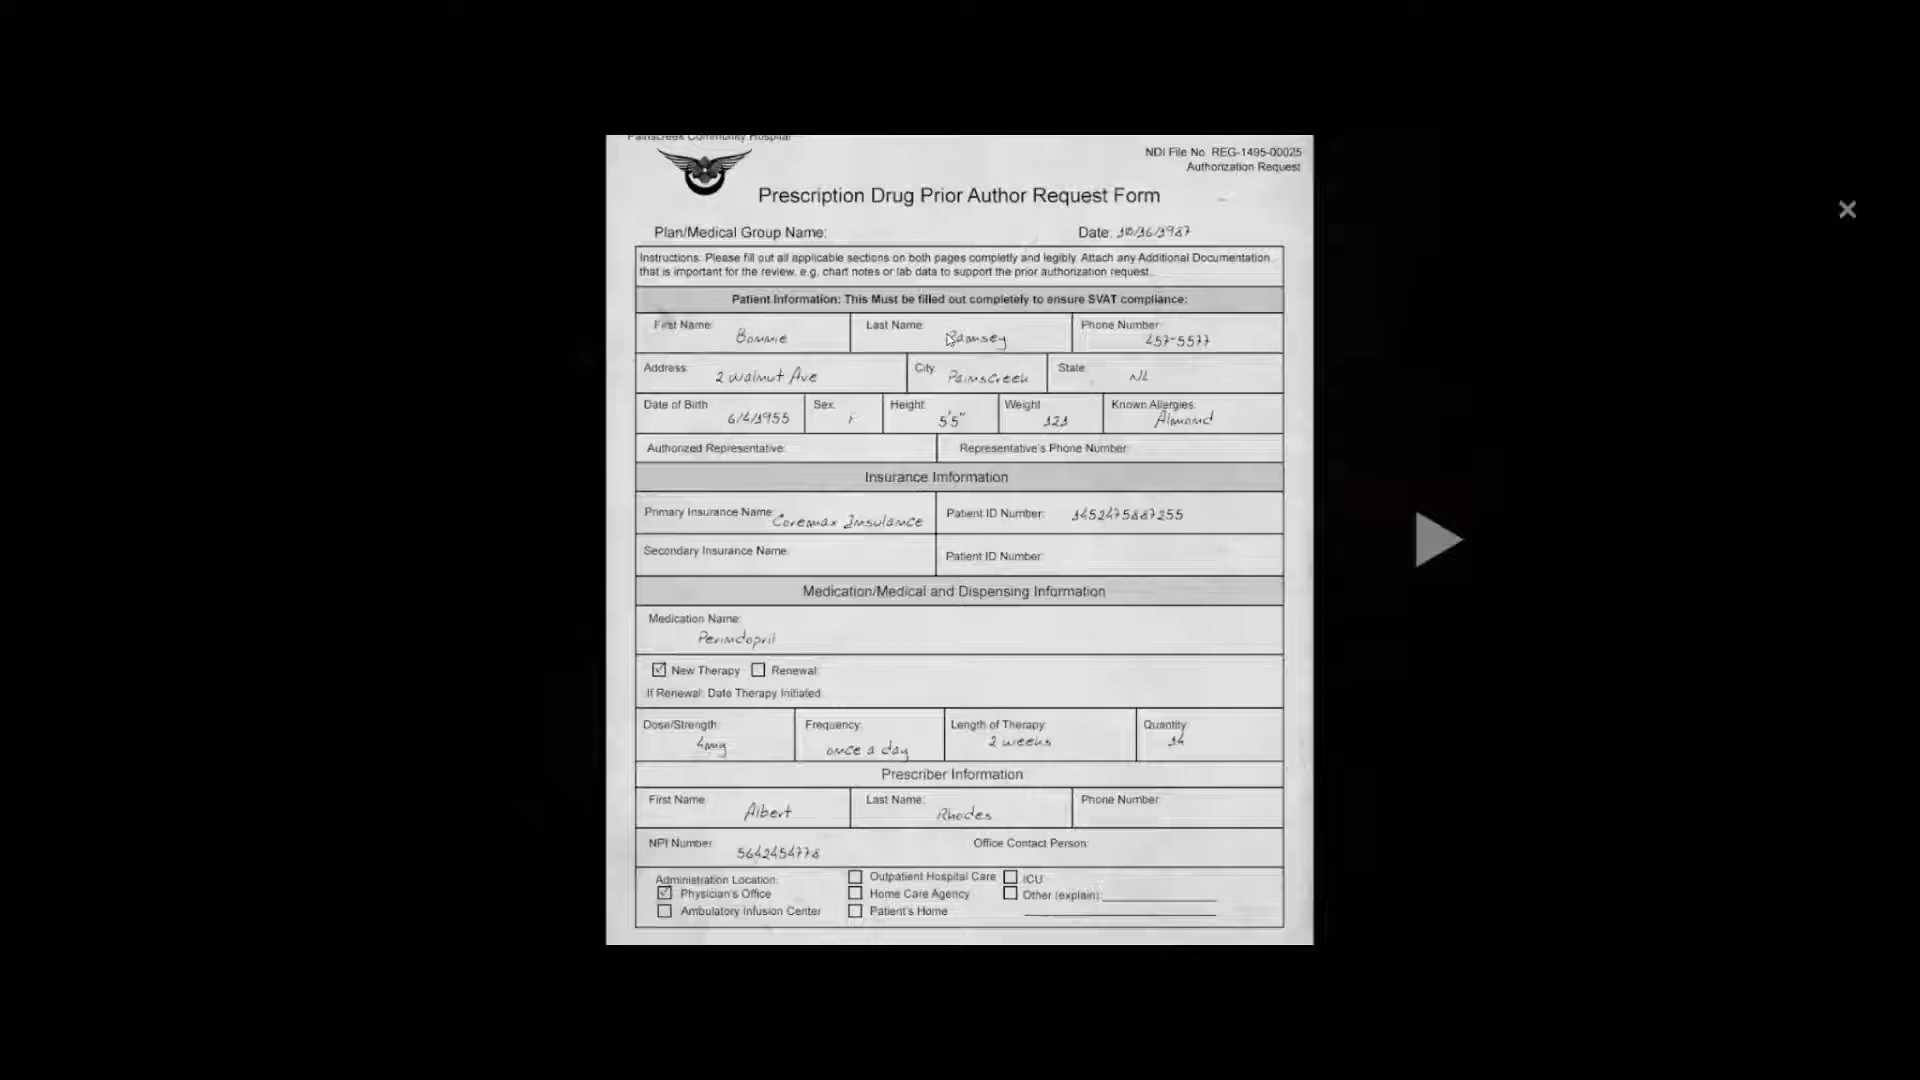 Painscreek Community Hospital
NDI File No. REG-1495-00025
Authorization Request
Prescription Drug Prior Author Request Form
Plan/Medical Group Name: Date: 10/16/1987
Instructions: Please fill out all applicable sections on both pages completly and legibly. Attach any Additional Documentation
that is important for the review, e.g. chart notes or lab data to support the prior authorization request.
Patient Information: This Must be filled out completely to ensure SVAT compliance:
First Name: Bonnie Last Name: Ramsey Phone Number: 457-5577
Address: 2 Walnut Ave City: Painscreek State: NL
Date of Birth 6/4/1955 Sex: F Height: 5'5" Weight 121 Known Allergies: Almond
Authorized Representative: Representative's Phone Number:
Insurance Imformation
Primary Insurance Name: Coremax Insulance Patient ID Number: 1452475887255
Secondary Insurance Name: Patient ID Number:
Medication/Medical and Dispensing Information
Medication Name:
Perindopril
☑ New Therapy ☐ Renewal
If Renewal: Date Therapy Initiated:
Dose/Strength: 4mg Frequency: once a day Length of Therapy: 2 weeks Quantity: 14
Prescriber Information
First Name: Albert Last Name: Rhodes Phone Number:
NPI Number: 5642454778 Office Contact Person:
Administration Location: ☐ Outpatient Hospital Care ☐ ICU
☑ Physician's Office ☐ Home Care Agency ☐ Other (explain):
☐ Ambulatory Infusion Center ☐ Patient's Home